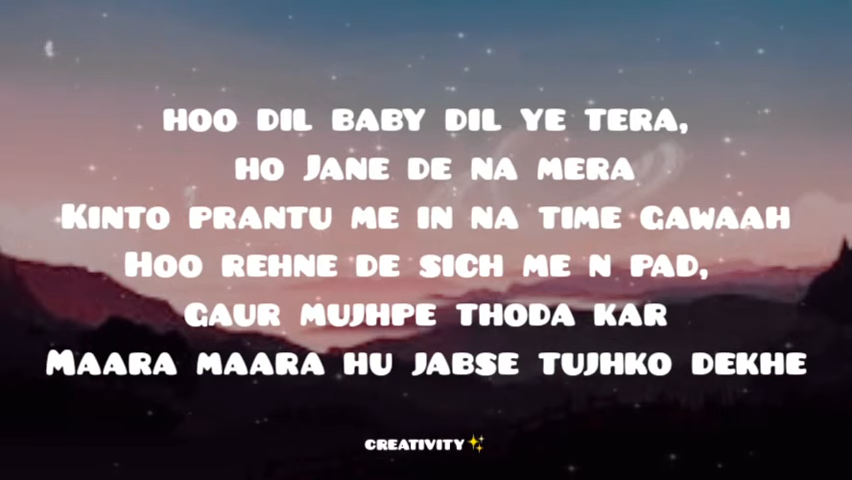 hoo dil baby dil ye tera,
ho Jane de na mera
Kinto prantu me in na time gawaah
Hoo rehne de sich me n pad,
gaur mujhpe thoda kar
Maara maara hu jabse tujhko dekhe
creativity✨